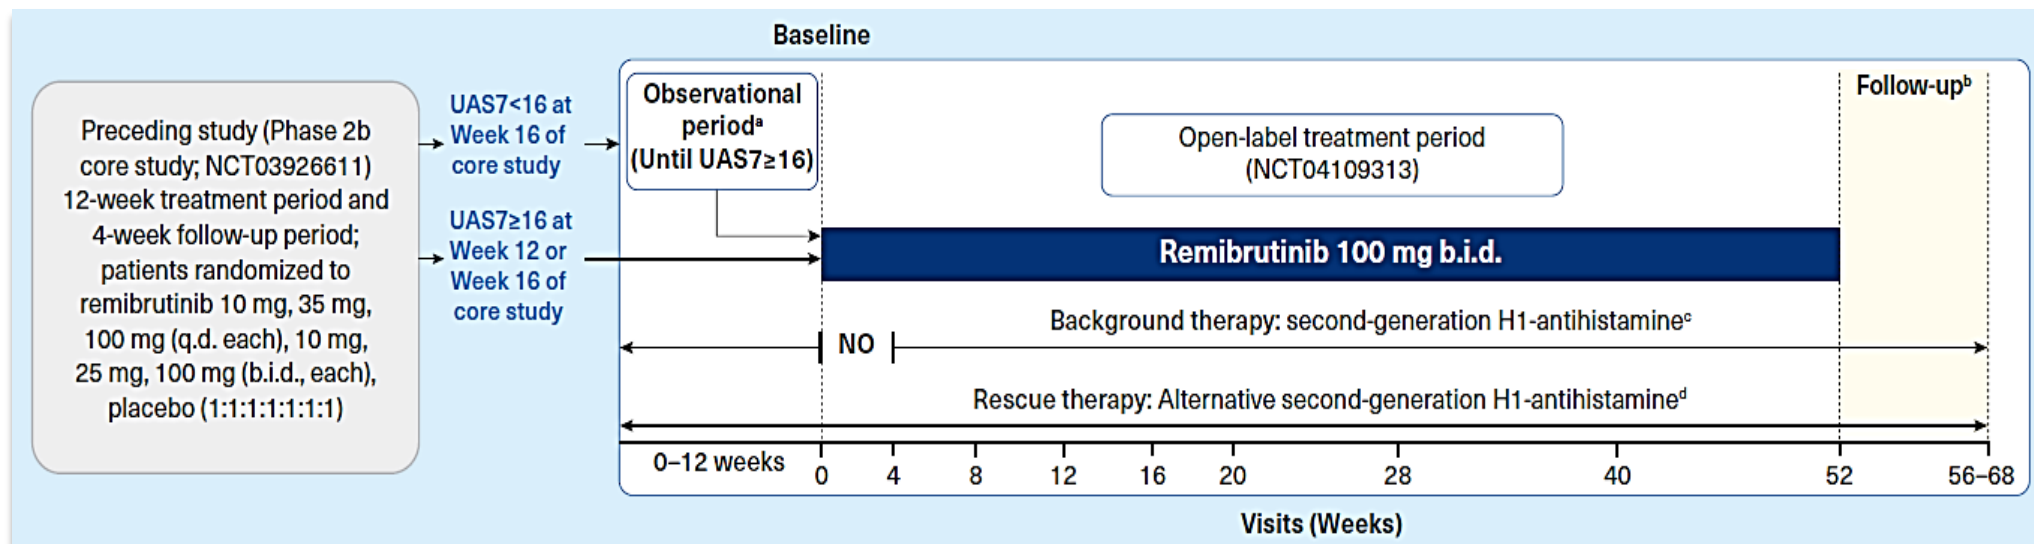 Baseline
Preceding study (Phase 2b
core study; NCT03926611)
12-week treatment period and
4-week follow-up period;
patients randomized to
remibrutinib 10 mg, 35 mg,
100 mg (q.d. each), 10 mg,
25 mg, 100 mg (b.i.d., each),
placebo (1:1:1:1:1:1:1)
UAS7<16 at
Week 16 of
core study
UAS7≥16 at
Week 12 or
Week 16 of
core study
Observational
periodᵃ
(Until UAS7≥16)
Open-label treatment period
(NCT04109313)
Follow-upᵇ
Remibrutinib 100 mg b.i.d.
Background therapy: second-generation H1-antihistamineᶜ
NO
Rescue therapy: Alternative second-generation H1-antihistamineᵈ
0–12 weeks 0 4 8 12 16 20 28 40 52 56–68
Visits (Weeks)